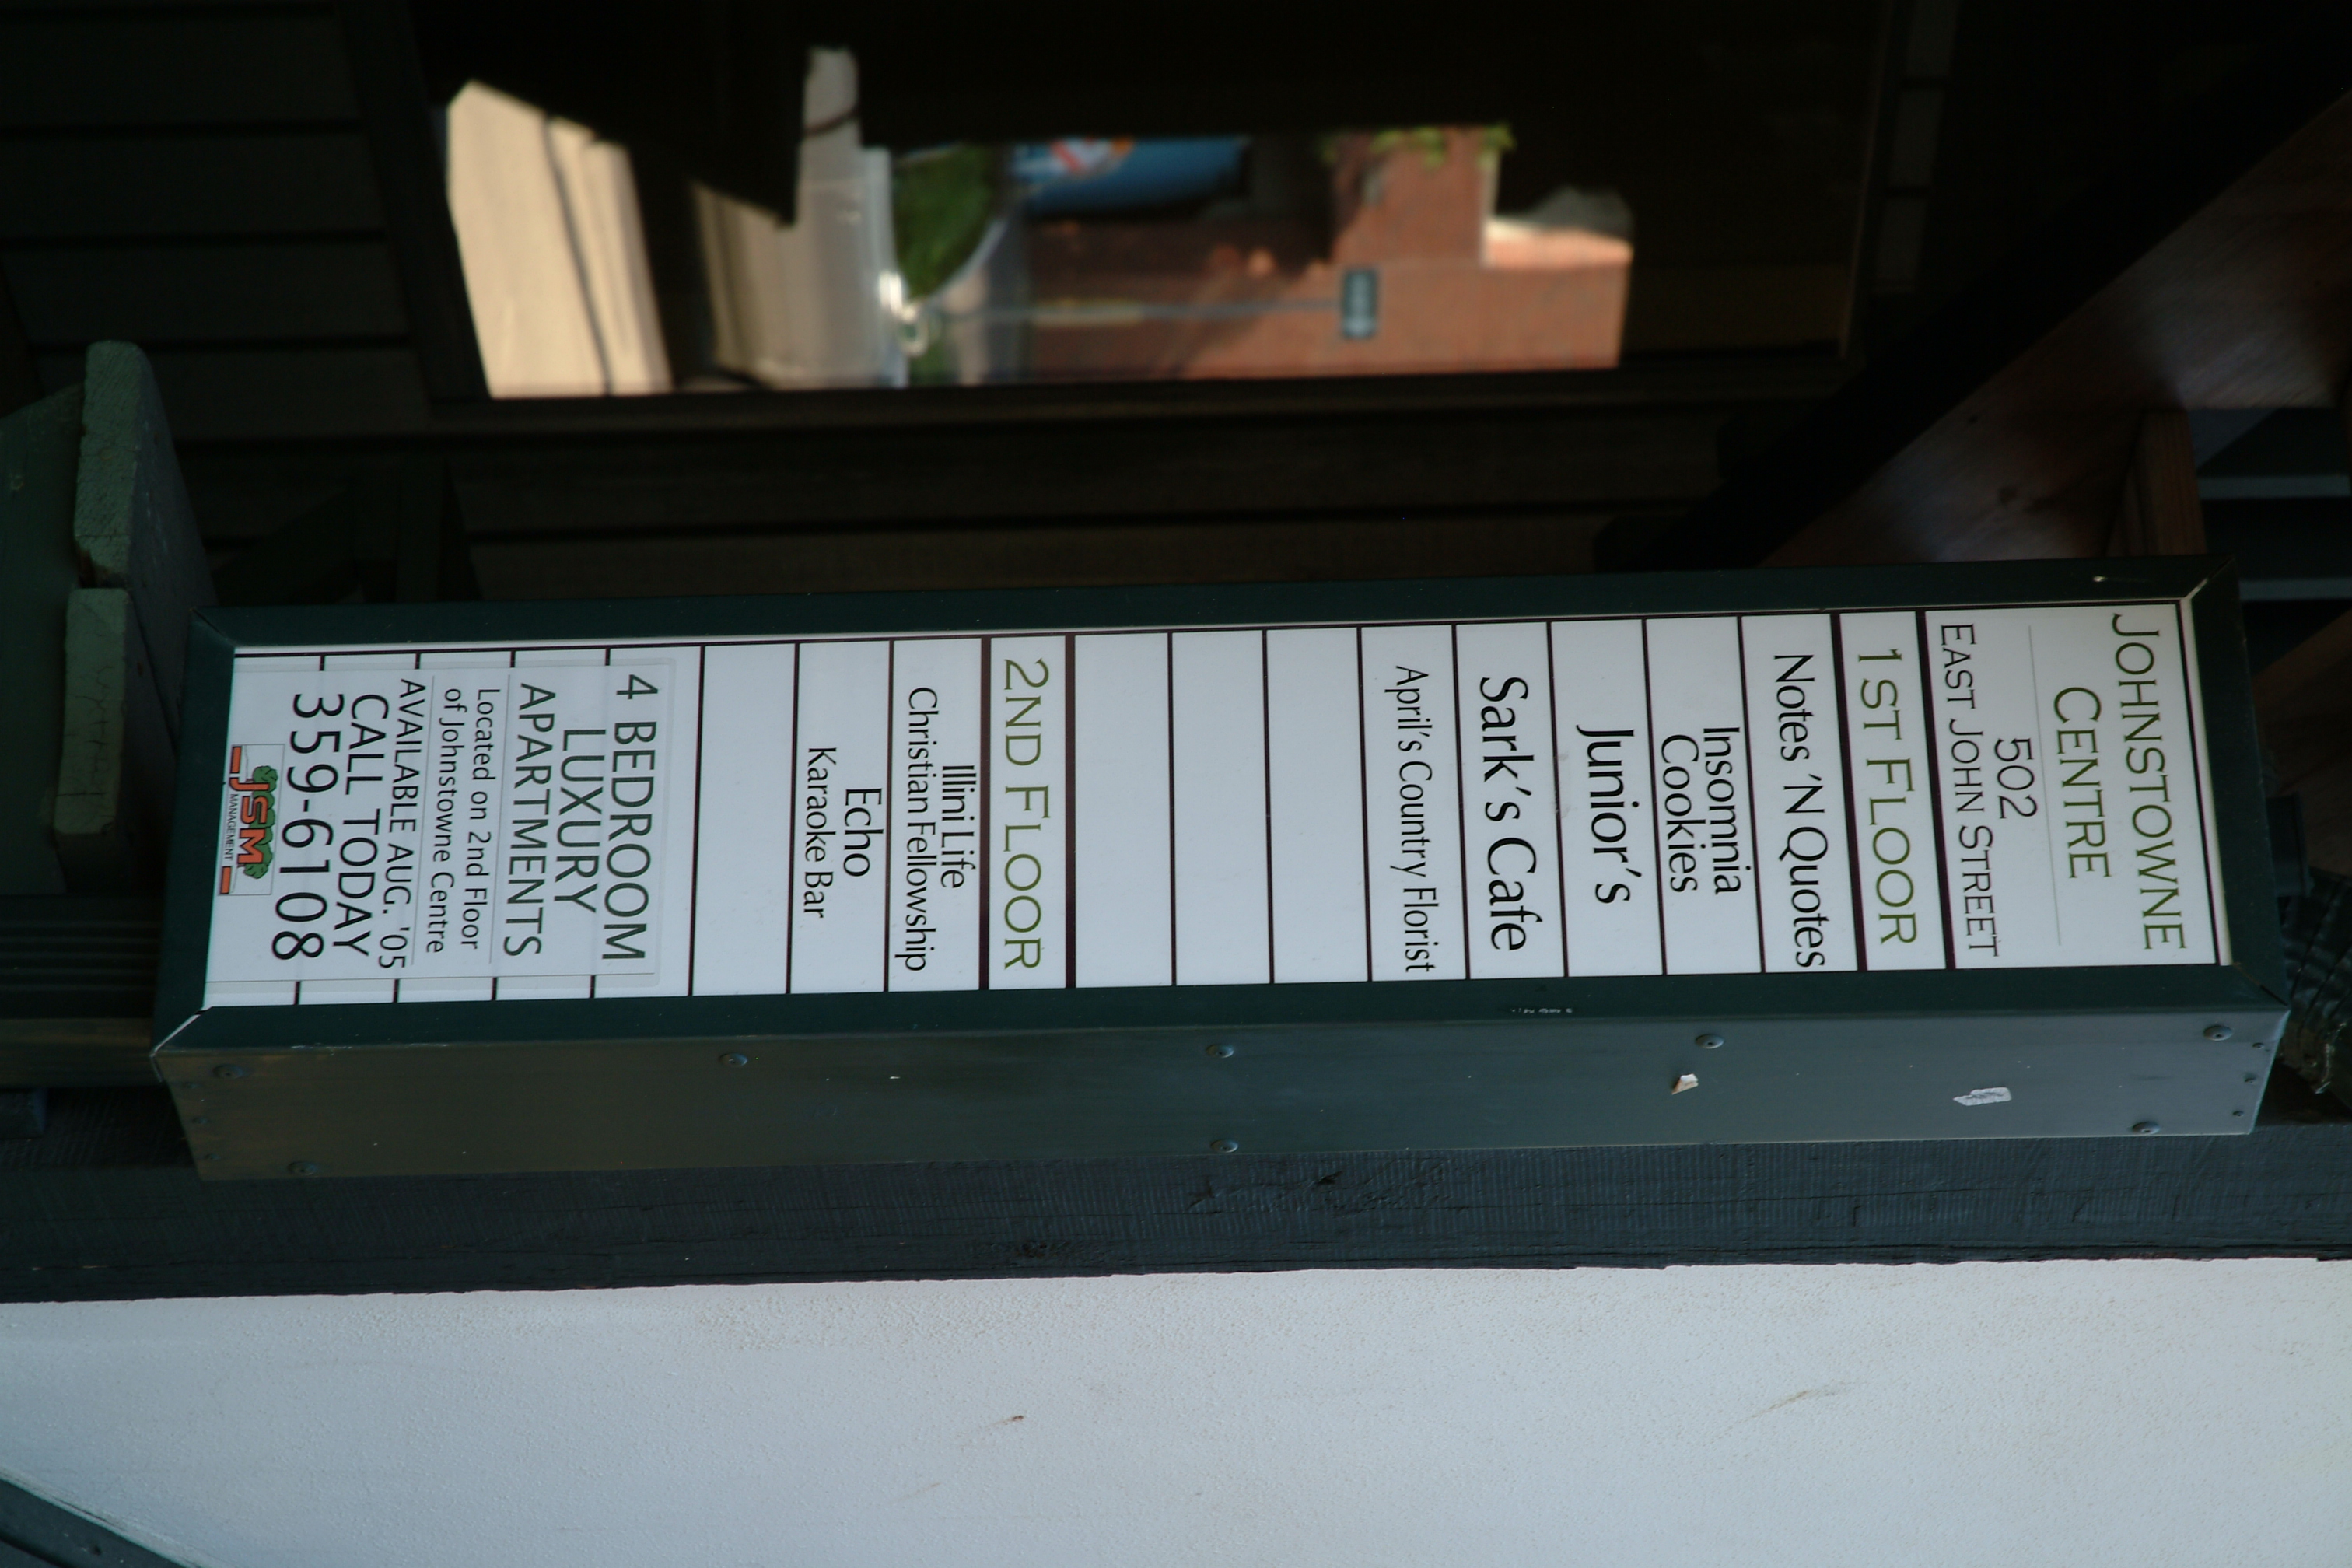 JOHNSTOWNE
CENTRE
502
EAST JOHN STREET
1ST FLOOR
Notes 'N Quotes
Insomnia
Cookies
Junior's
Sark's Cafe
April's Country Florist
2ND FLOOR
Illini Life
Christian Fellowship
Echo
Karaoke Bar
4 BEDROOM
LUXURY
APARTMENTS
Located on 2nd Floor
of Johnstowne Centre
AVAILABLE AUG. '05
CALL TODAY
359-6108
JSM
MANAGEMENT